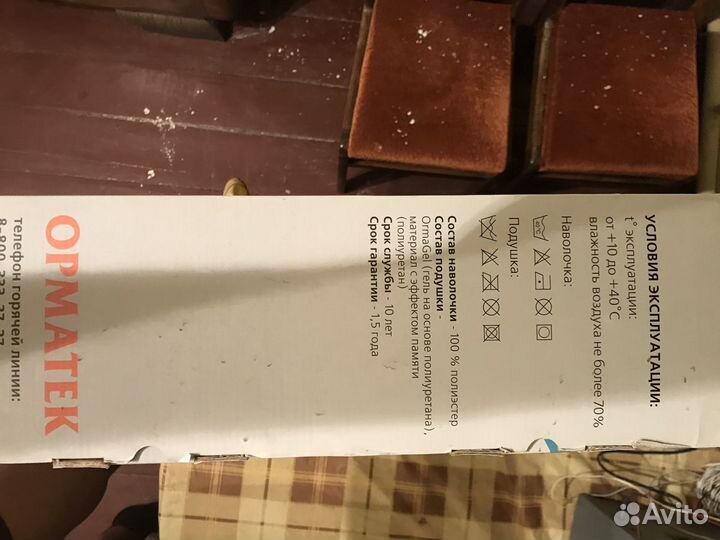 УСЛОВИЯ ЭКСПЛУАТАЦИИ:
t° эксплуатации:
от +10 до +40°C
влажность воздуха не более 70%
Наволочка:
Подушка:
Состав наволочки - 100 % полиэстер
Состав подушки -
OrmaGel (гель на основе полиуретана),
материал с эффектом памяти
(полиуретан)
Срок службы - 10 лет
Срок гарантии - 1,5 года
ОРМАТЕК
телефон горячей линии:
Avito